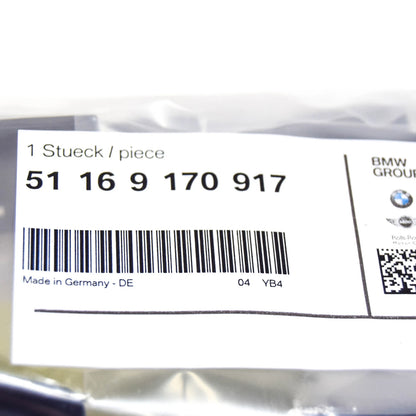 1 Stueck / piece
51 16 9 170 917
Made in Germany - DE
04 YB4
BMW
GROUP